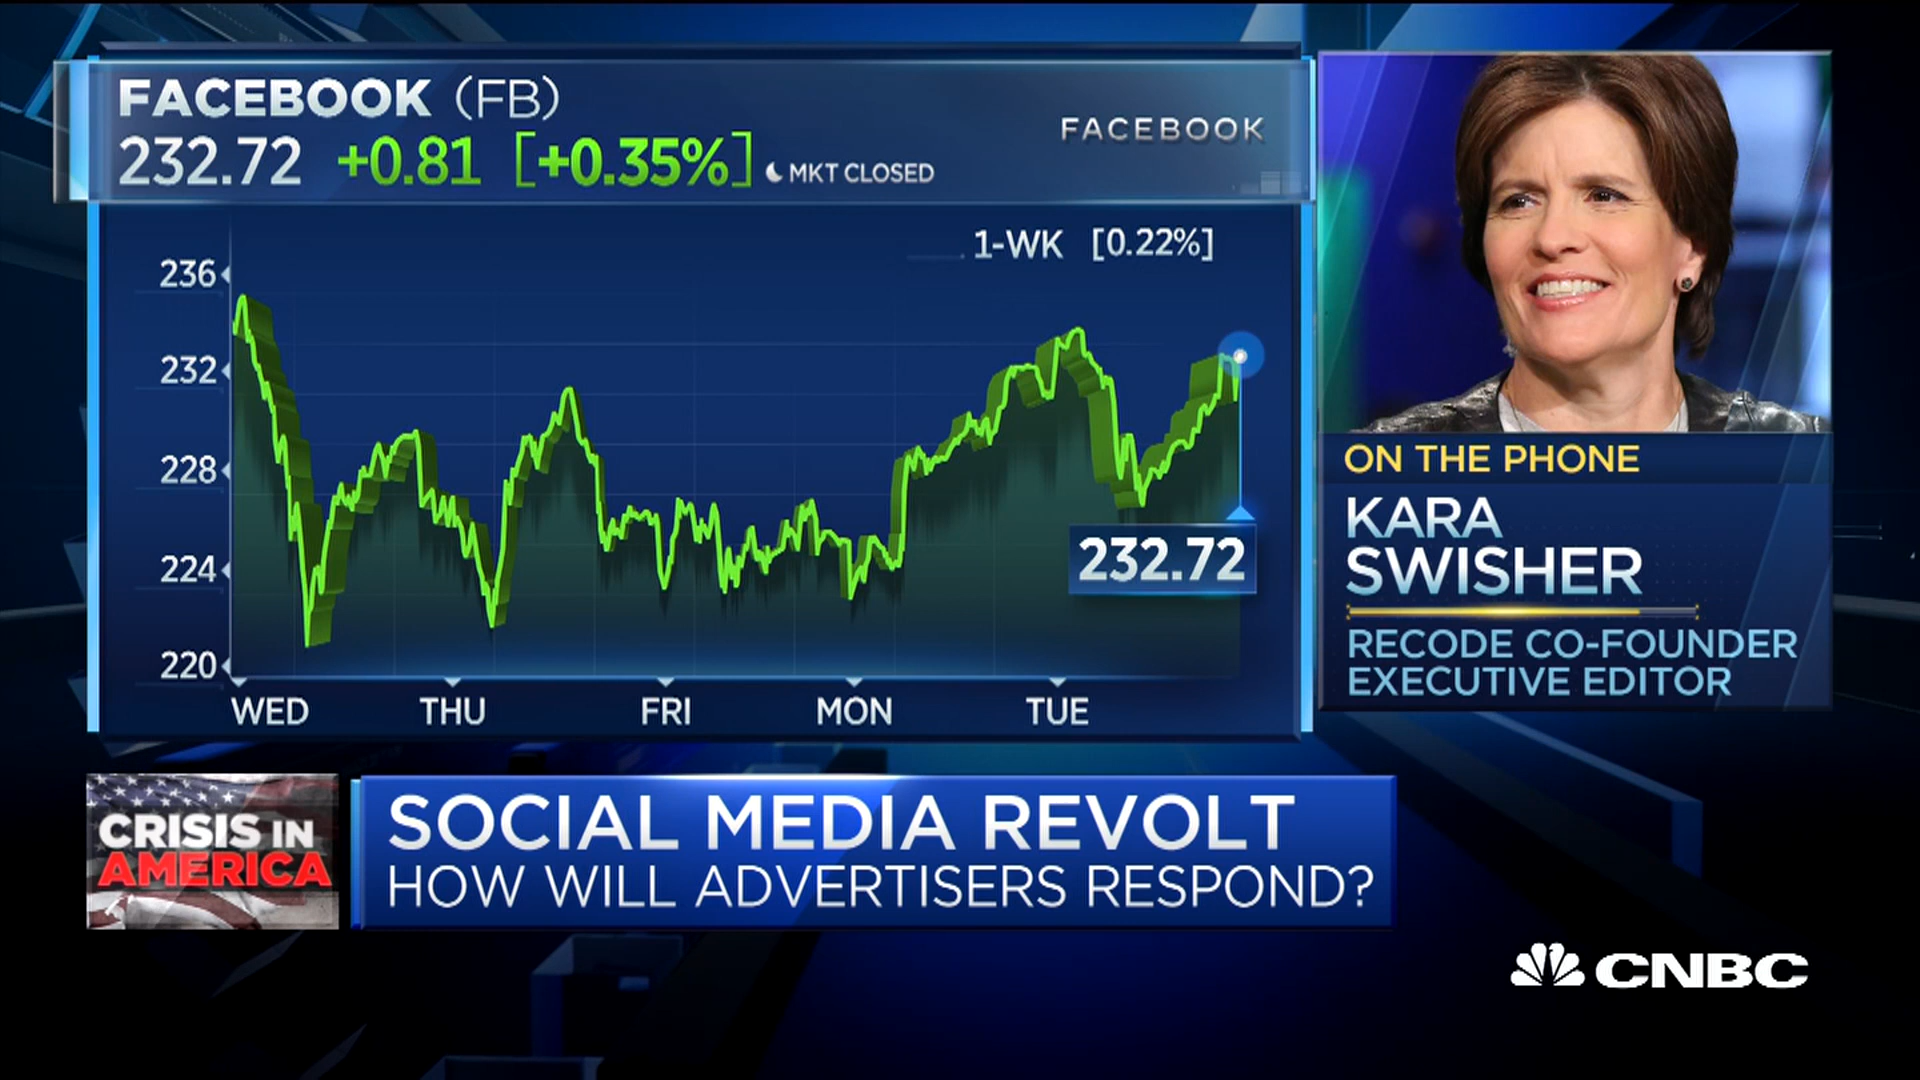 FACEBOOK (FB)
232.72 +0.81 [+0.35%] MKT CLOSED
FACEBOOK
1-WK [0.22%]
236
232
228
224
220
232.72
WED THU FRI MON TUE
ON THE PHONE
KARA
SWISHER
RECODE CO-FOUNDER
EXECUTIVE EDITOR
CRISIS IN
AMERICA
SOCIAL MEDIA REVOLT
HOW WILL ADVERTISERS RESPOND?
CNBC